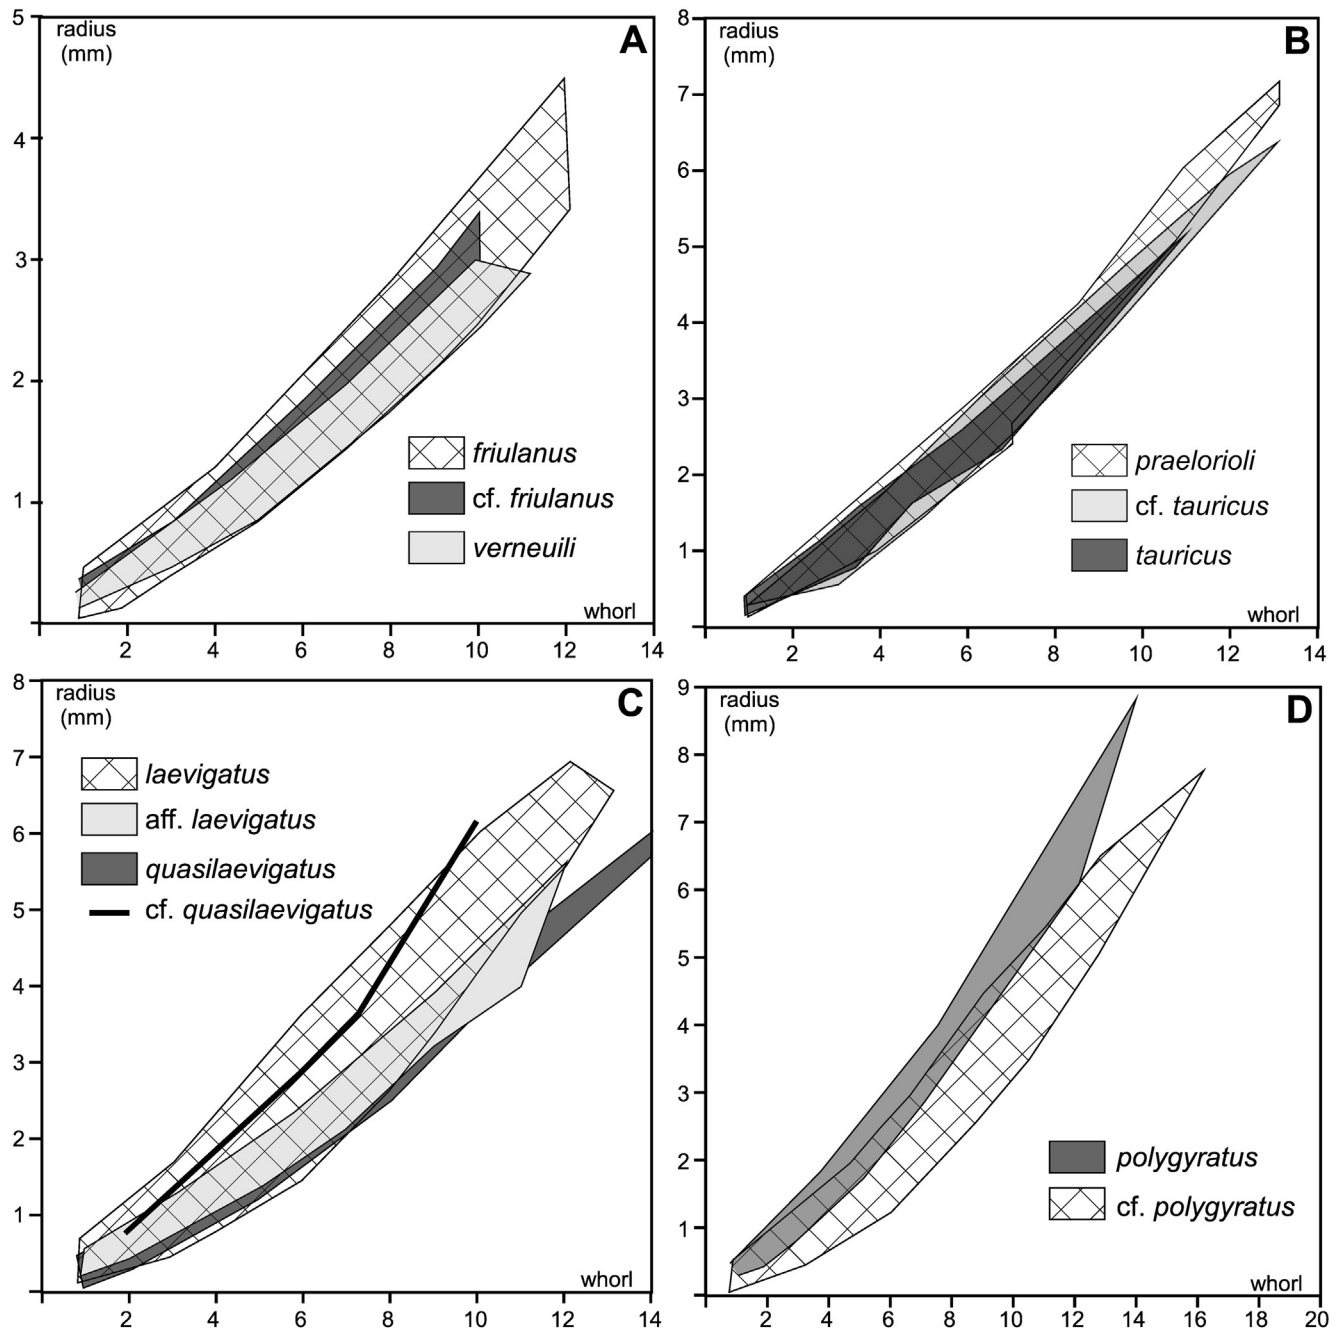 5
radius
(mm)
A
4
3
2
1
friulanus
cf. friulanus
verneuili
whorl
2 4 6 8 10 12 14
8
radius
(mm)
B
7
6
5
4
3
2
1
praelorioli
cf. tauricus
tauricus
whorl
2 4 6 8 10 12 14
8
radius
(mm)
C
7
6
5
4
3
2
1
laevigatus
aff. laevigatus
quasilaevigatus
cf. quasilaevigatus
whorl
2 4 6 8 10 12 14
9
radius
(mm)
D
8
7
6
5
4
3
2
1
polygyratus
cf. polygyratus
whorl
2 4 6 8 10 12 14 16 18 20